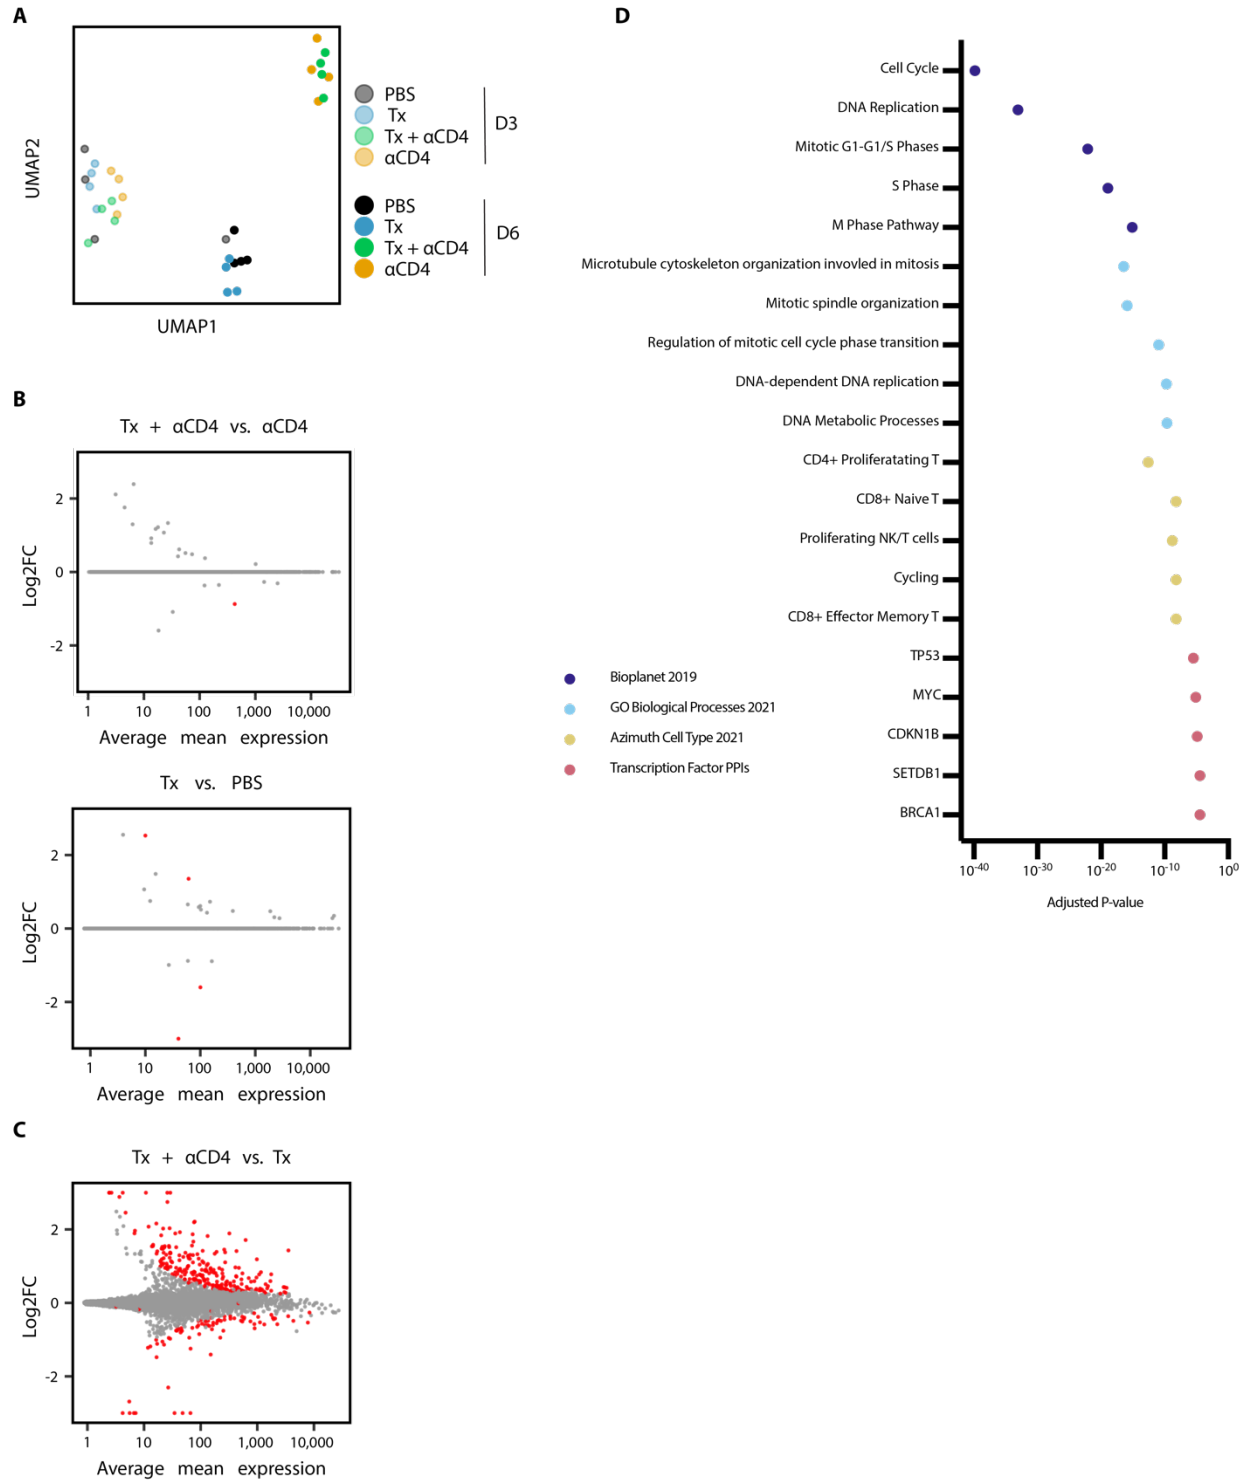 A
UMAP2
UMAP1
PBS
Tx
Tx + αCD4
αCD4
D3
PBS
Tx
Tx + αCD4
αCD4
D6
B
Tx + αCD4 vs. αCD4
Log2FC
2
0
-2
1 10 100 1,000 10,000
Average mean expression
Tx vs. PBS
Log2FC
2
0
-2
1 10 100 1,000 10,000
Average mean expression
C
Tx + αCD4 vs. Tx
Log2FC
2
0
-2
1 10 100 1,000 10,000
Average mean expression
D
Cell Cycle
DNA Replication
Mitotic G1-G1/S Phases
S Phase
M Phase Pathway
Microtubule cytoskeleton organization invovled in mitosis
Mitotic spindle organization
Regulation of mitotic cell cycle phase transition
DNA-dependent DNA replication
DNA Metabolic Processes
CD4+ Proliferatating T
CD8+ Naive T
Proliferating NK/T cells
Cycling
CD8+ Effector Memory T
TP53
MYC
CDKN1B
SETDB1
BRCA1
10⁻⁴⁰ 10⁻³⁰ 10⁻²⁰ 10⁻¹⁰ 10⁰
Adjusted P-value
Bioplanet 2019
GO Biological Processes 2021
Azimuth Cell Type 2021
Transcription Factor PPIs